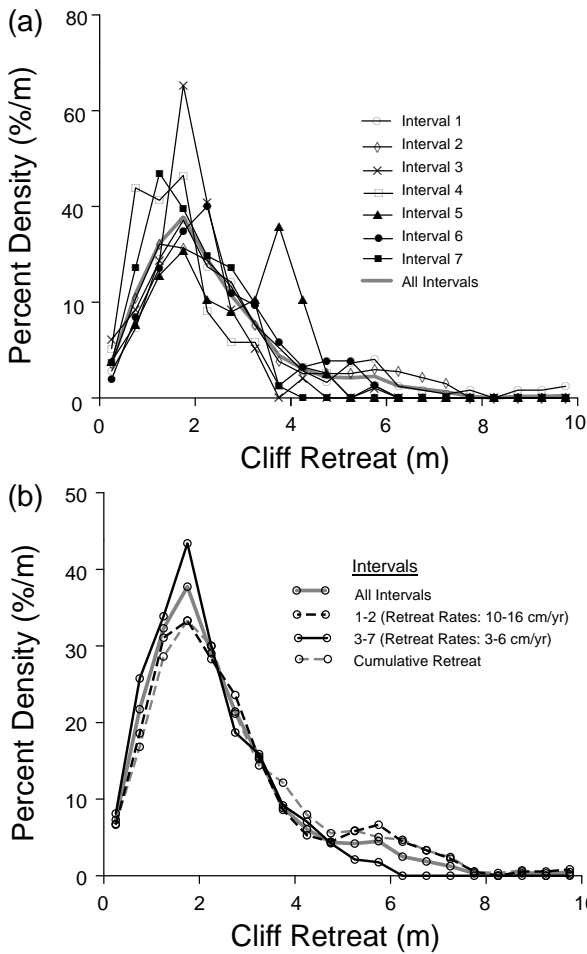 (a)
80
60
40
10
0
Percent Density (%/m)
Interval 1
Interval 2
Interval 3
Interval 4
Interval 5
Interval 6
Interval 7
All Intervals
0 2 4 6 8 10
Cliff Retreat (m)
(b)
50
40
30
20
10
0
Percent Density (%/m)
Intervals
All Intervals
1-2 (Retreat Rates: 10-16 cm/yr)
3-7 (Retreat Rates: 3-6 cm/yr)
Cumulative Retreat
0 2 4 6 8 10
Cliff Retreat (m)